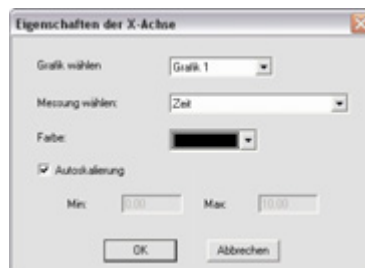 Eigenschaften der X-Achse
Grafik wählen Grafik 1
Messung wählen: Zeit
Farbe:
Autoskalierung
Min: 0.00 Max: 10.00
OK Abbrechen